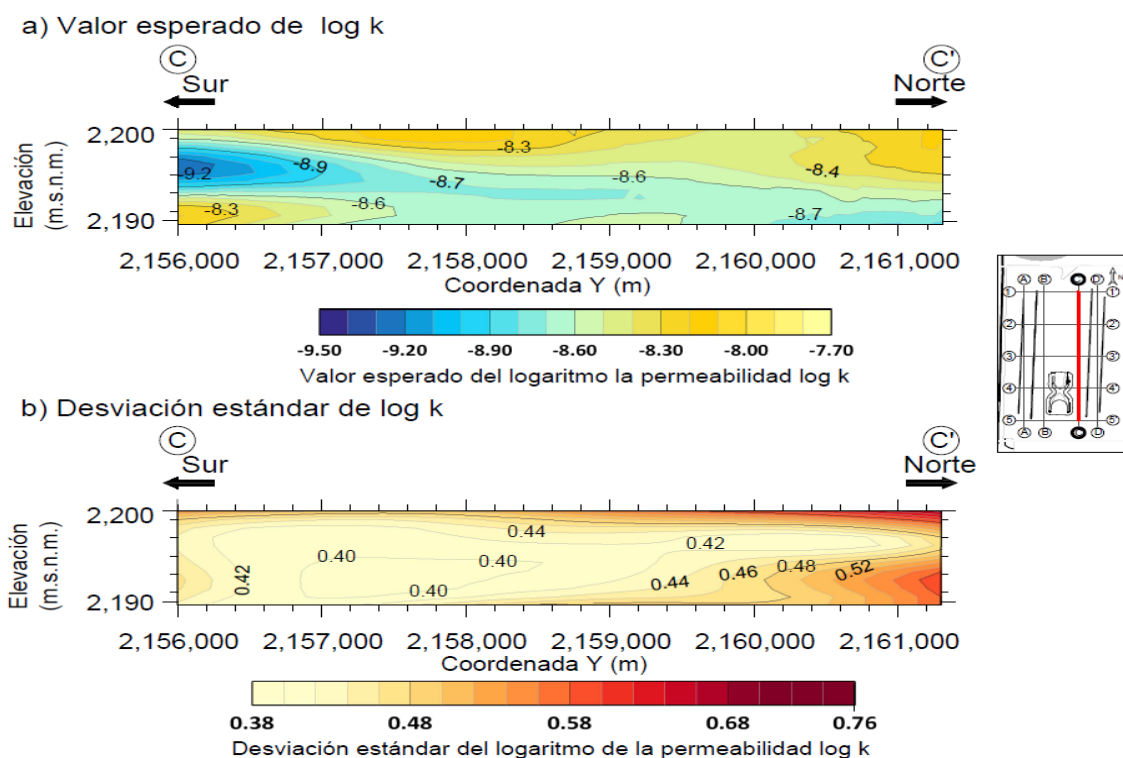 a) Valor esperado de log k
C C'
Sur Norte
Elevación
(m.s.n.m.)
2,200
2,190
-9.2
-8.9
-8.7
-8.3
-8.6
-8.4
-8.3
-8.6
-8.7
2,156,000 2,157,000 2,158,000 2,159,000 2,160,000 2,161,000
Coordenada Y (m)
-9.50 -9.20 -8.90 -8.60 -8.30 -8.00 -7.70
Valor esperado del logaritmo la permeabilidad log k
b) Desviación estándar de log k
C C'
Sur Norte
Elevación
(m.s.n.m.)
2,200
2,190
0.44
0.42
0.40
0.40
0.42
0.40
0.44
0.46
0.48
0.52
2,156,000 2,157,000 2,158,000 2,159,000 2,160,000 2,161,000
Coordenada Y (m)
0.38 0.48 0.58 0.68 0.76
Desviación estándar del logaritmo de la permeabilidad log k
A B' D' N
1 1'
2 2'
3 3'
4 4'
5 5'
A B C D